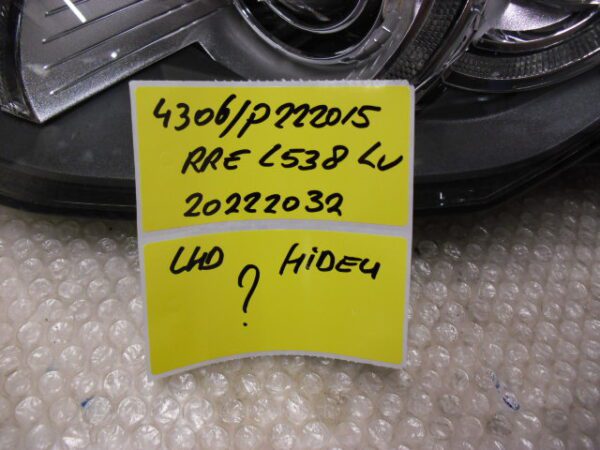 4306/P222015
RRE L538 LV
20222032
LHD ? HiDEU